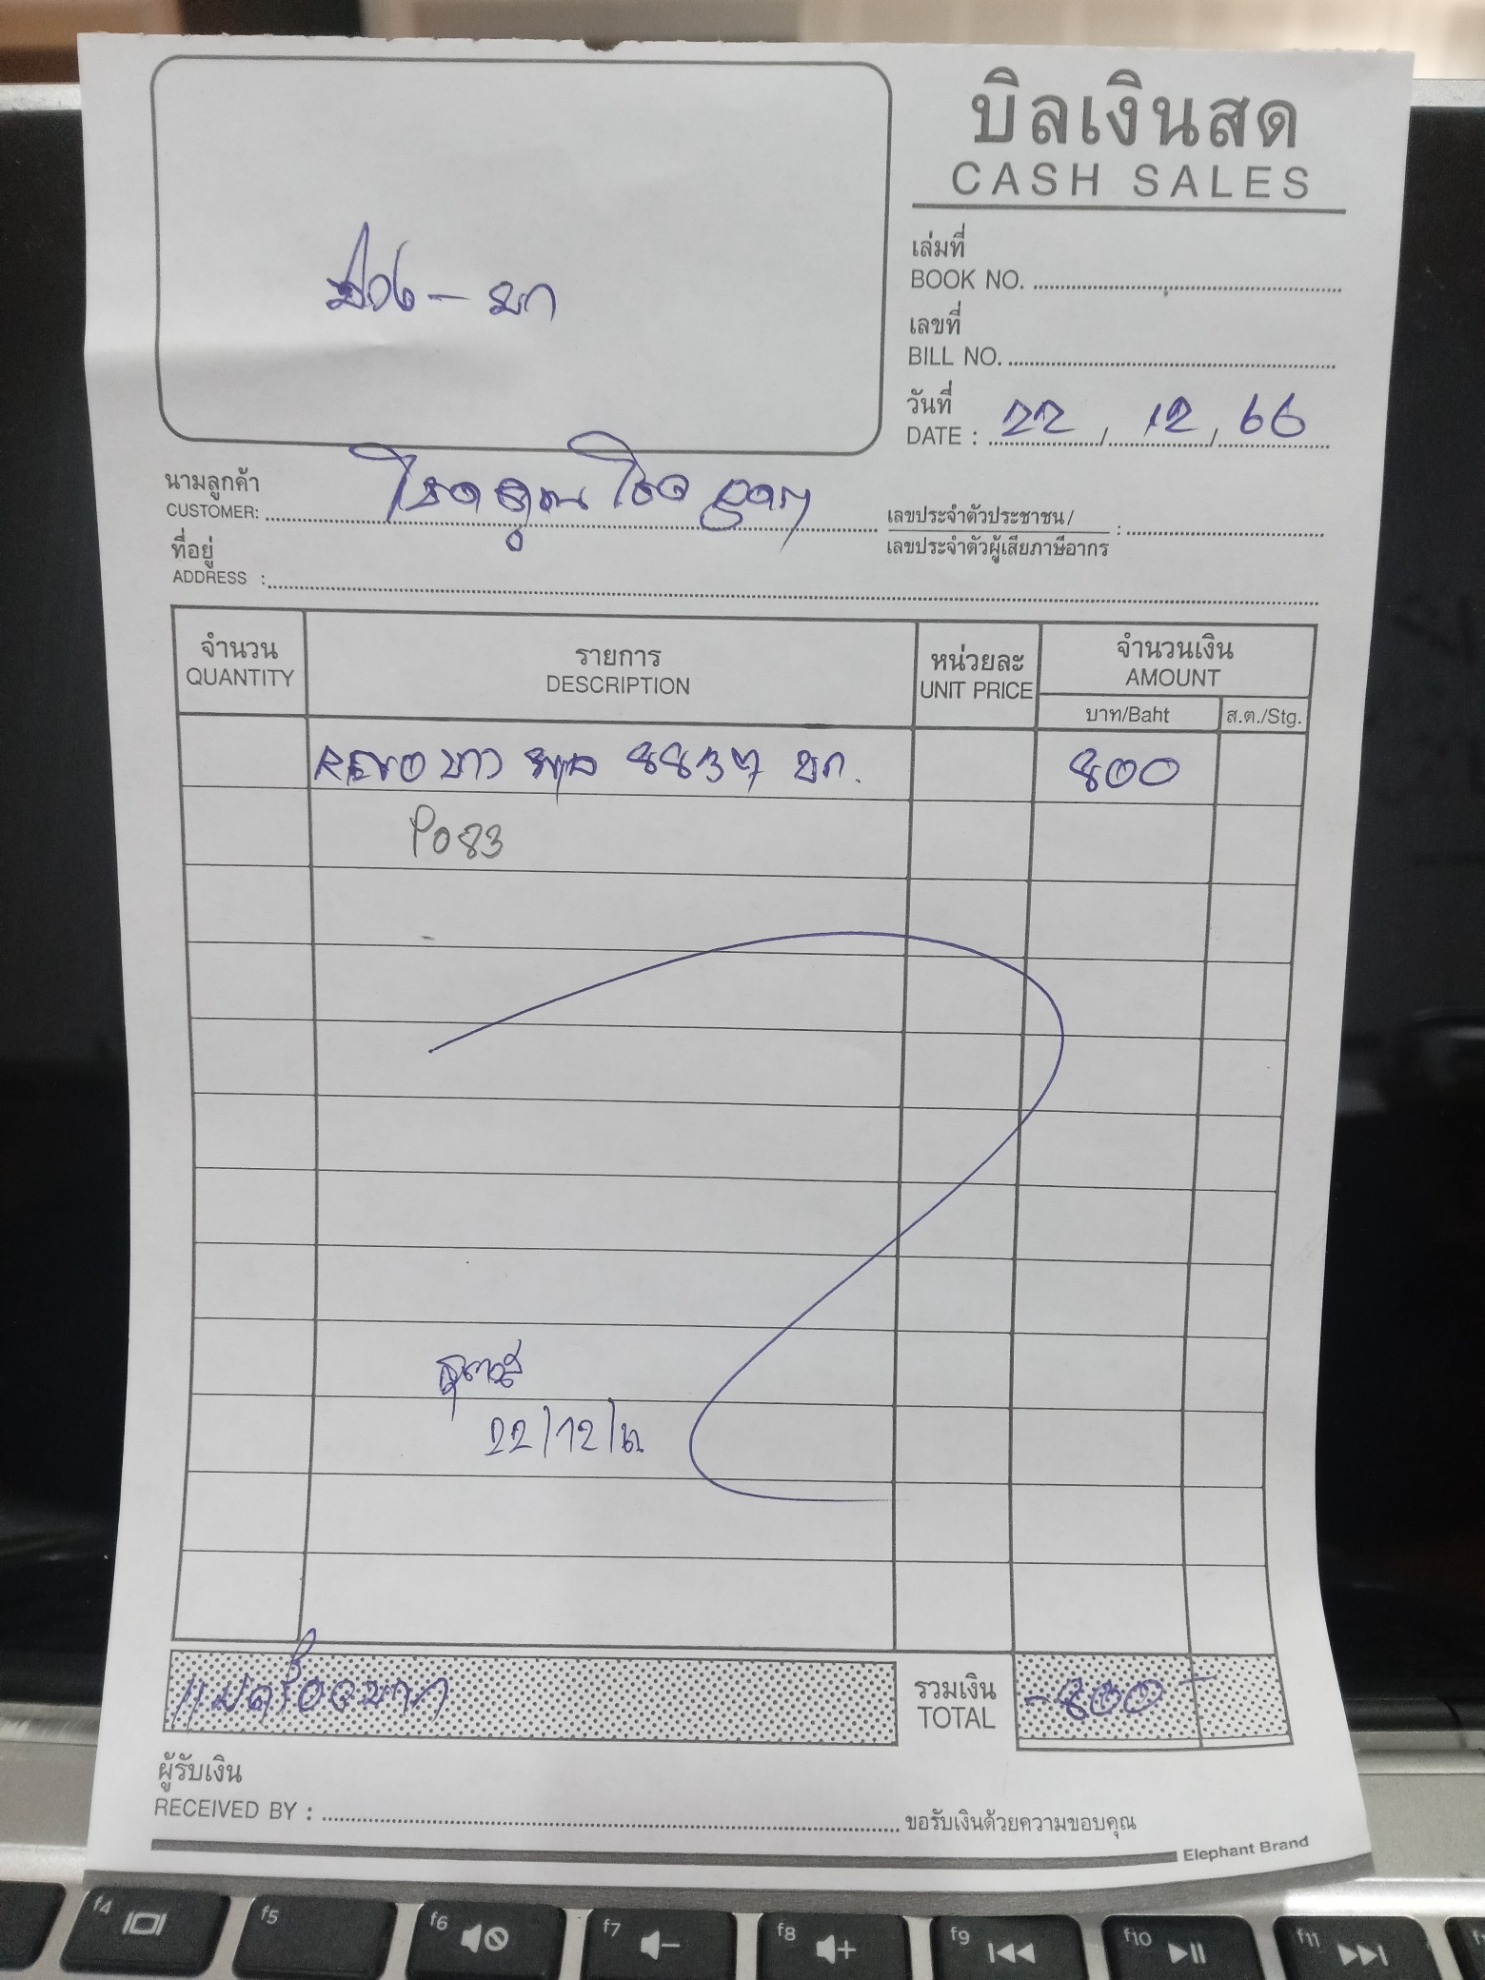 บิลเงินสด
CASH SALES
เล่มที่
BOOK NO.
เลขที่
BILL NO.
วันที่
DATE : 22 / 12 / 66
นามลูกค้า
CUSTOMER:
เลขประจำตัวประชาชน/ :
เลขประจำตัวผู้เสียภาษีอากร
ที่อยู่
ADDRESS :
จำนวน รายการ หน่วยละ จำนวนเงิน
QUANTITY DESCRIPTION UNIT PRICE AMOUNT
บาท/Baht ส.ต./Stg.
ขาว 800
P083
22/12/
รวมเงิน -800-
TOTAL
ผู้รับเงิน
RECEIVED BY : ขอรับเงินด้วยความขอบคุณ
Elephant Brand
f4 f5 f6 f7 f8 f9 f10 f11